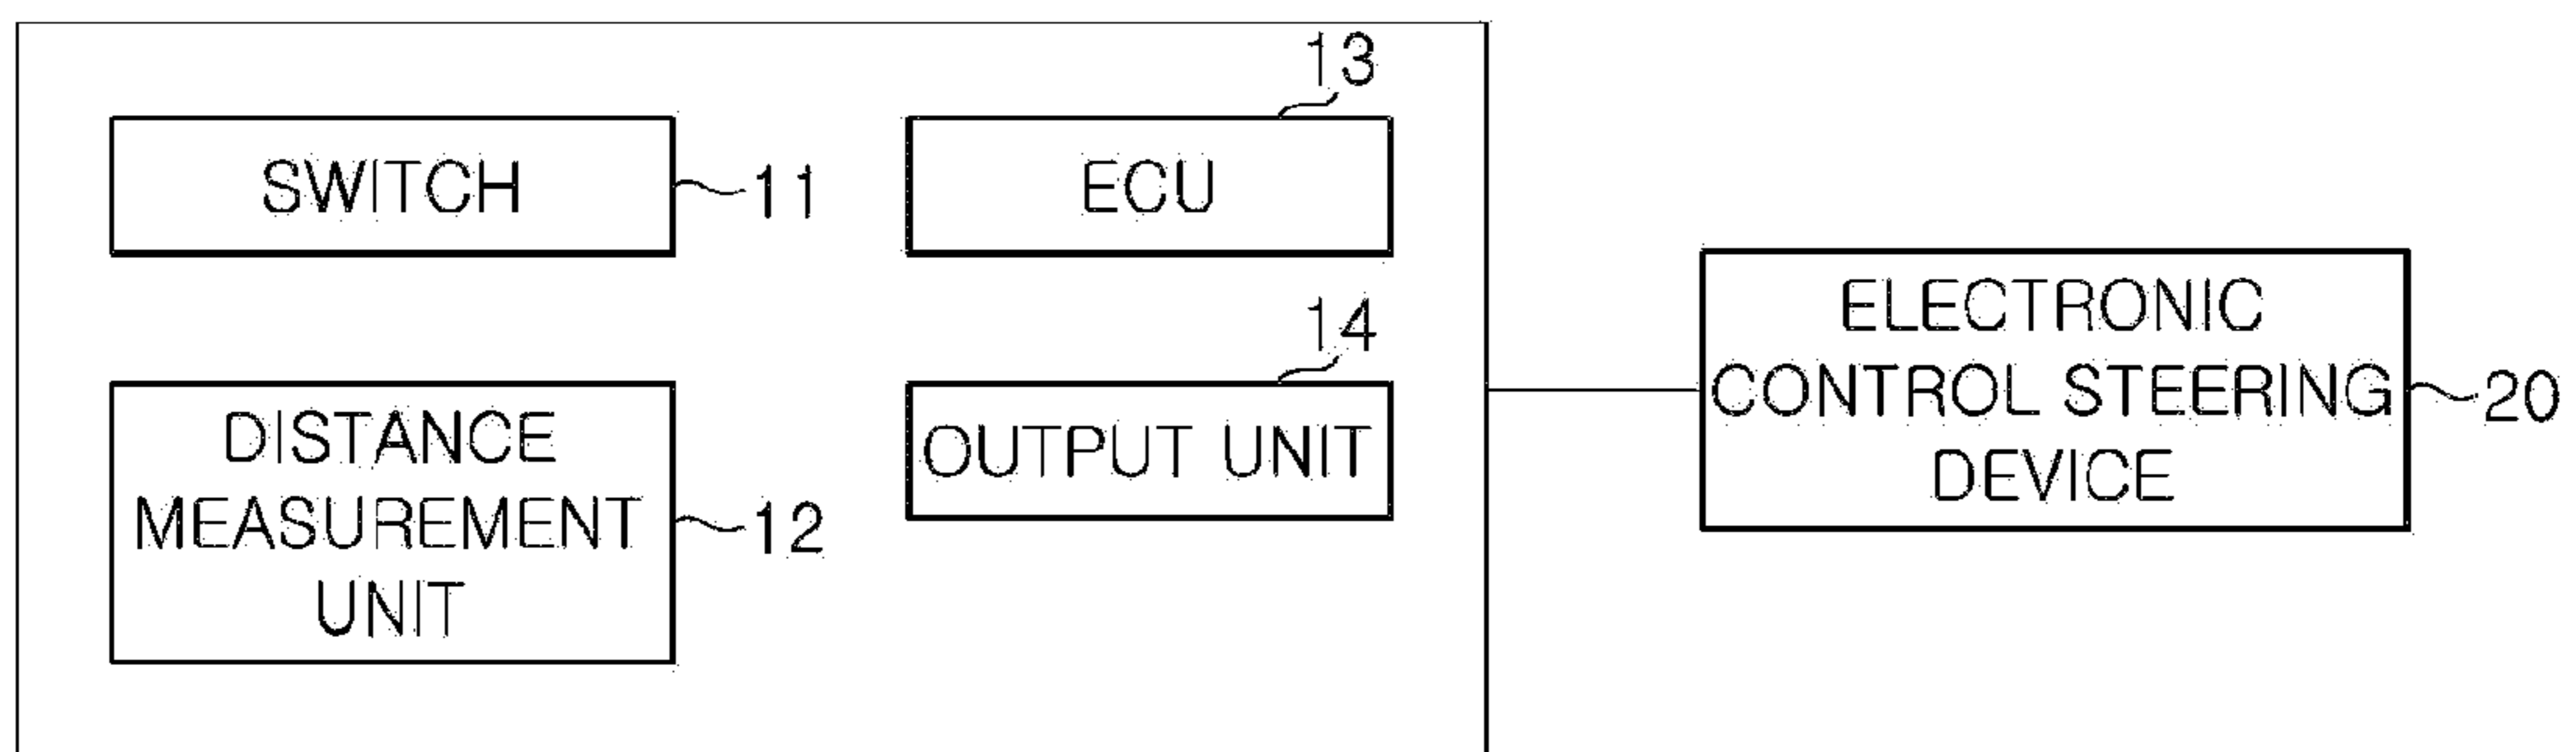 13
SWITCH
11
ECU
14
DISTANCE
MEASUREMENT
UNIT
12
OUTPUT UNIT
ELECTRONIC
CONTROL STEERING
DEVICE
20